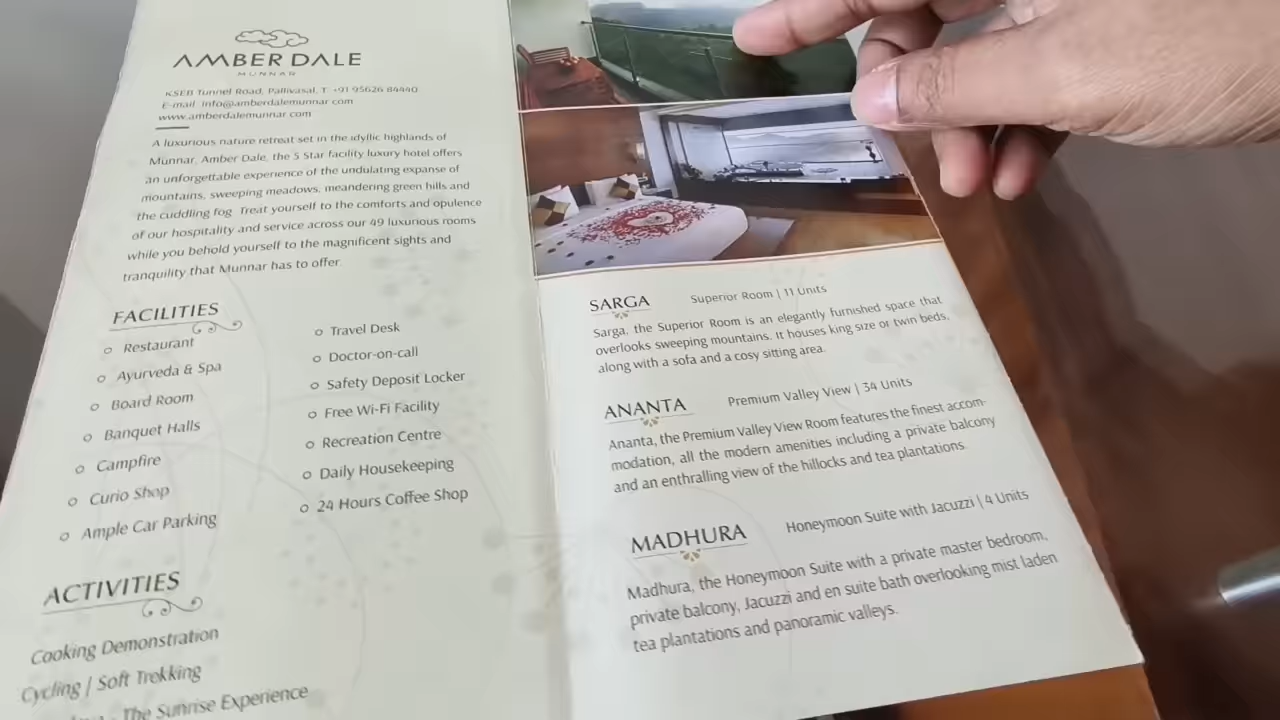 AMBER DALE
MUNNAR
KSEB Tunnel Road, Pallivasal, T: +91 95626 84440
E-mail: info@amberdalemunnar.com
www.amberdalemunnar.com
A luxurious nature retreat set in the idyllic highlands of
Munnar, Amber Dale, the 5 Star facility luxury hotel offers
an unforgettable experience of the undulating expanse of
mountains, sweeping meadows, meandering green hills and
the cuddling fog. Treat yourself to the comforts and opulence
of our hospitality and service across our 49 luxurious rooms
while you behold yourself to the magnificent sights and
tranquility that Munnar has to offer.
FACILITIES
Restaurant
Ayurveda & Spa
Board Room
Banquet Halls
Campfire
Curio Shop
Ample Car Parking
Travel Desk
Doctor-on-call
Safety Deposit Locker
Free Wi-Fi Facility
Recreation Centre
Daily Housekeeping
24 Hours Coffee Shop
ACTIVITIES
Cooking Demonstration
Cycling | Soft Trekking
- The Sunrise Experience
SARGA Superior Room | 11 Units
Sarga, the Superior Room is an elegantly furnished space that
overlooks sweeping mountains. It houses king size or twin beds,
along with a sofa and a cosy sitting area.
ANANTA Premium Valley View | 34 Units
Ananta, the Premium Valley View Room features the finest accom-
modation, all the modern amenities including a private balcony
and an enthralling view of the hillocks and tea plantations.
MADHURA Honeymoon Suite with Jacuzzi | 4 Units
Madhura, the Honeymoon Suite with a private master bedroom,
private balcony, Jacuzzi and en suite bath overlooking mist laden
tea plantations and panoramic valleys.